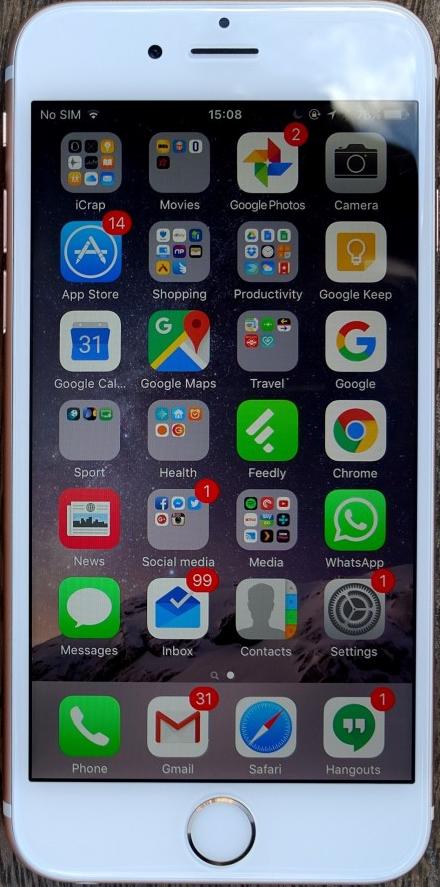 No SIM 15:08
2
iCrap Movies Google Photos Camera
14
App Store Shopping Productivity Google Keep
31
Google Cal... Google Maps Travel Google
Sport Health Feedly Chrome
1
News Social media Media WhatsApp
99 1
Messages Inbox Contacts Settings
31 1
Phone Gmail Safari Hangouts